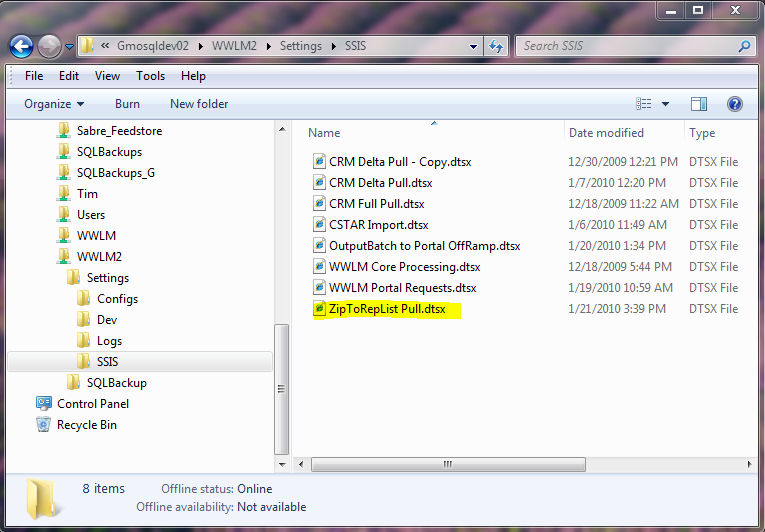 « Gmosqldev02 WWLM2 Settings SSIS Search SSIS
File Edit View Tools Help
Organize Burn New folder
Name Date modified Type
Sabre_Feedstore
SQLBackups
SQLBackups_G
Tim
Users
WWLM
WWLM2
Settings
Configs
Dev
Logs
SSIS
SQLBackup
Control Panel
Recycle Bin
CRM Delta Pull - Copy.dtsx 12/30/2009 12:21 PM DTSX File
CRM Delta Pull.dtsx 1/7/2010 12:20 PM DTSX File
CRM Full Pull.dtsx 12/18/2009 11:22 AM DTSX File
CSTAR Import.dtsx 1/6/2010 11:49 AM DTSX File
OutputBatch to Portal OffRamp.dtsx 1/20/2010 1:34 PM DTSX File
WWLM Core Processing.dtsx 12/18/2009 5:44 PM DTSX File
WWLM Portal Requests.dtsx 1/19/2010 10:59 AM DTSX File
ZipToRepList Pull.dtsx 1/21/2010 3:39 PM DTSX File
8 items Offline status: Online
Offline availability: Not available